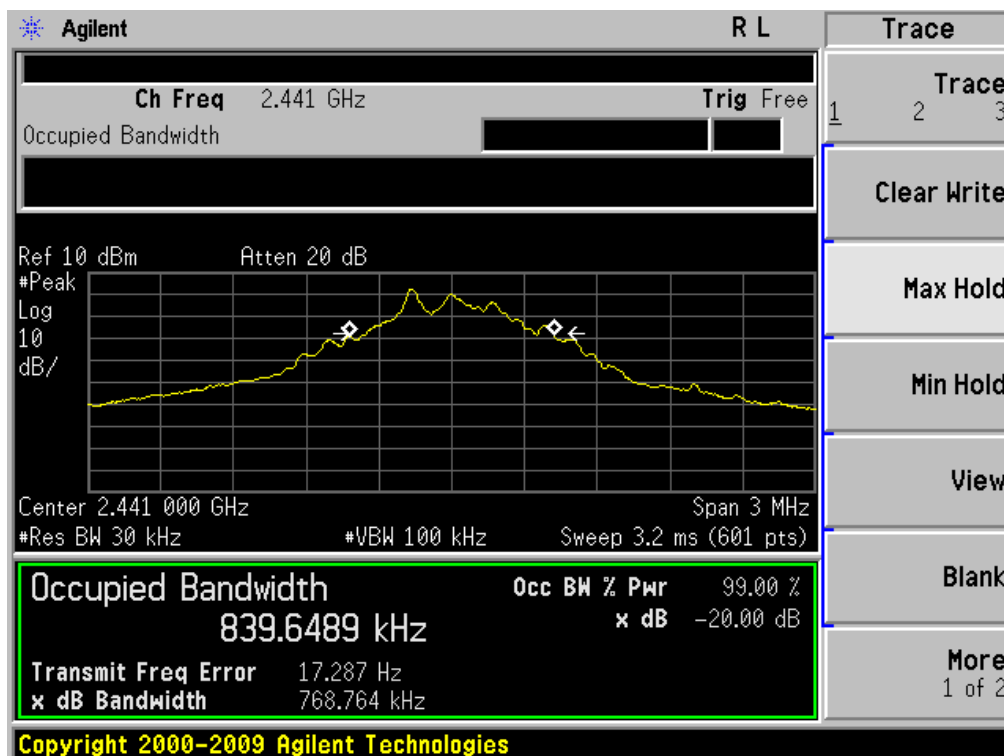 Agilent R L Trace
Ch Freq 2.441 GHz Trig Free
Occupied Bandwidth
Trace
1 2 3
Clear Write
Max Hold
Min Hold
View
Blank
More
1 of 2
Ref 10 dBm Atten 20 dB
#Peak
Log
10
dB/
Center 2.441 000 GHz Span 3 MHz
#Res BW 30 kHz #VBW 100 kHz Sweep 3.2 ms (601 pts)
Occupied Bandwidth Occ BW % Pwr 99.00 %
839.6489 kHz x dB -20.00 dB
Transmit Freq Error 17.287 Hz
x dB Bandwidth 768.764 kHz
Copyright 2000-2009 Agilent Technologies